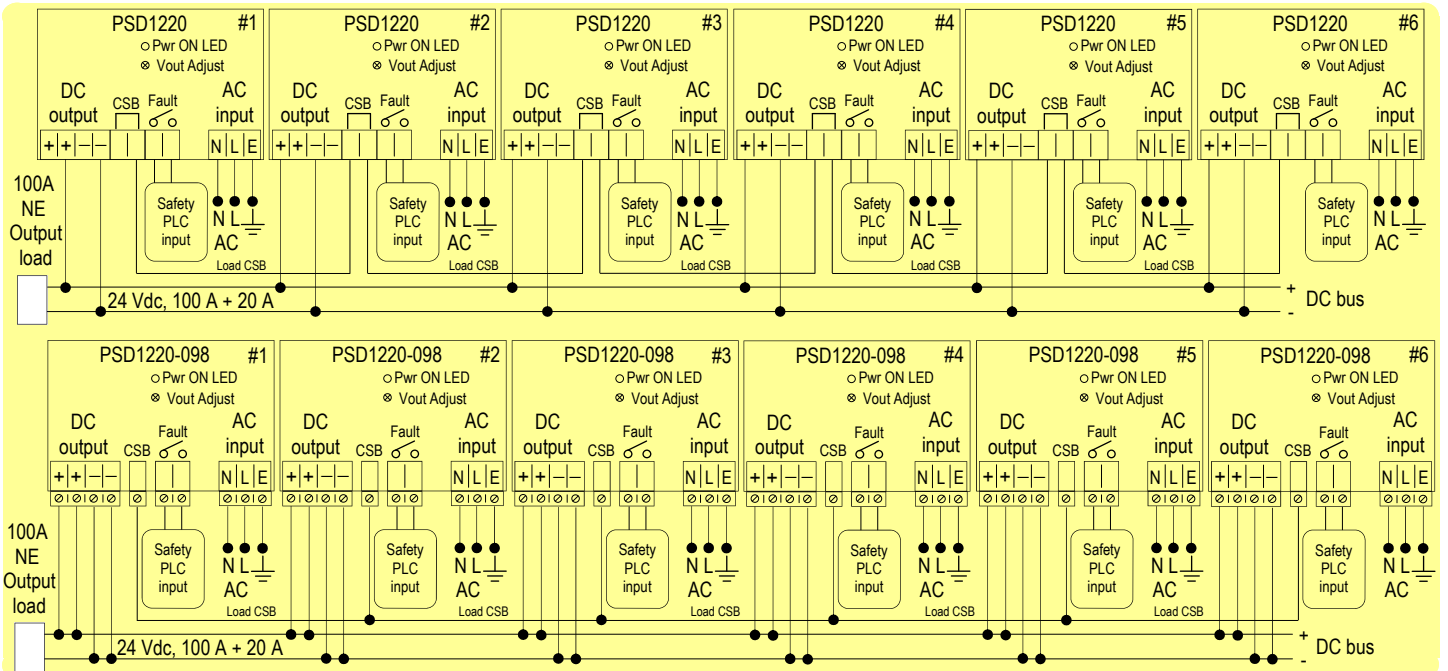 PSD1220 #1 PSD1220 #2 PSD1220 #3 PSD1220 #4 PSD1220 #5 PSD1220 #6
Pwr ON LED Pwr ON LED Pwr ON LED Pwr ON LED Pwr ON LED Pwr ON LED
Vout Adjust Vout Adjust Vout Adjust Vout Adjust Vout Adjust Vout Adjust
DC AC DC AC DC AC DC AC DC AC DC AC
output CSB Fault input output CSB Fault input output CSB Fault input output CSB Fault input output CSB Fault input output CSB Fault input
+ + − − N L E + + − − N L E + + − − N L E + + − − N L E + + − − N L E + + − − N L E
100A
NE
Output
load
Safety Safety Safety Safety Safety Safety
PLC N L PLC N L PLC N L PLC N L PLC N L PLC N L
input AC input AC input AC input AC input AC input AC
Load CSB Load CSB Load CSB Load CSB Load CSB
+
24 Vdc, 100 A + 20 A DC bus
-
PSD1220-098 #1 PSD1220-098 #2 PSD1220-098 #3 PSD1220-098 #4 PSD1220-098 #5 PSD1220-098 #6
Pwr ON LED Pwr ON LED Pwr ON LED Pwr ON LED Pwr ON LED Pwr ON LED
Vout Adjust Vout Adjust Vout Adjust Vout Adjust Vout Adjust Vout Adjust
DC AC DC AC DC AC DC AC DC AC DC AC
output CSB Fault input output CSB Fault input output CSB Fault input output CSB Fault input output CSB Fault input output CSB Fault input
+ + − − N L E + + − − N L E + + − − N L E + + − − N L E + + − − N L E + + − − N L E
100A
NE
Output
load
Safety Safety Safety Safety Safety Safety
PLC N L PLC N L PLC N L PLC N L PLC N L PLC N L
input AC input AC input AC input AC input AC input AC
Load CSB Load CSB Load CSB Load CSB Load CSB
+
24 Vdc, 100 A + 20 A DC bus
-